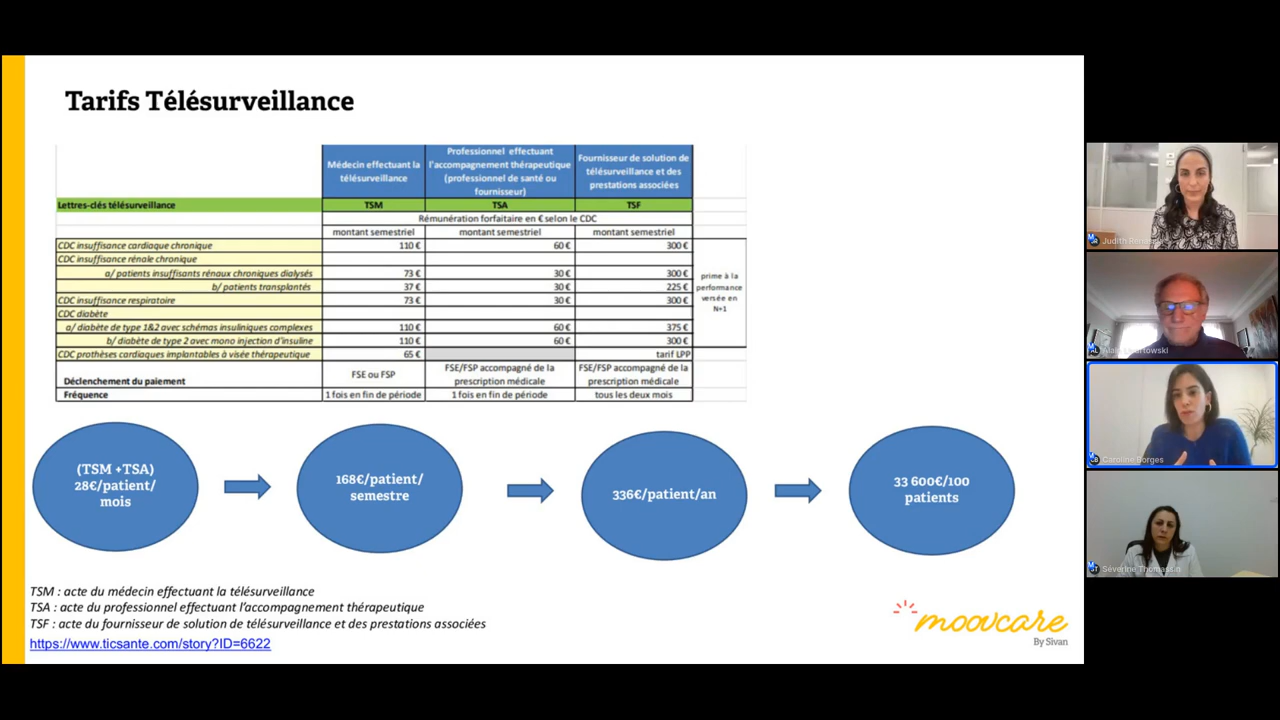 Tarifs Télésurveillance
Médecin effectuant la
télésurveillance
Professionnel effectuant
l'accompagnement thérapeutique
(professionnel de santé ou
fournisseur)
Fournisseur de solution de
télésurveillance et des
prestations associées
Lettres-clés télésurveillance TSM TSA TSF
Rémunération forfaitaire en € selon le CDC
montant semestriel montant semestriel montant semestriel
CDC insuffisance cardiaque chronique 110 € 60 € 300 €
CDC insuffisance rénale chronique
a/ patients insuffisants rénaux chroniques dialysés 73 € 30 € 300 €
b/ patients transplantés 37 € 30 € 225 €
CDC insuffisance respiratoire 73 € 30 € 300 €
CDC diabète
a/ diabète de type 1&2 avec schémas insuliniques complexes 110 € 60 € 375 €
b/ diabète de type 2 avec mono injection d'insuline 110 € 60 € 300 €
CDC prothèses cardiaques implantables à visée thérapeutique 65 € tarif LPP
prime à la
performance
versée en
N+1
Déclenchement du paiement
FSE ou FSP
FSE/FSP accompagné de la
prescription médicale
FSE/FSP accompagné de la
prescription médicale
Fréquence 1 fois en fin de période 1 fois en fin de période tous les deux mois
(TSM +TSA)
28€/patient/
mois
168€/patient/
semestre
336€/patient/an
33 600€/100
patients
TSM : acte du médecin effectuant la télésurveillance
TSA : acte du professionnel effectuant l'accompagnement thérapeutique
TSF : acte du fournisseur de solution de télésurveillance et des prestations associées
https://www.ticsante.com/story?ID=6622
moovcare
By Sivan
Judith
Caroline Borges
Séverine Thomassin